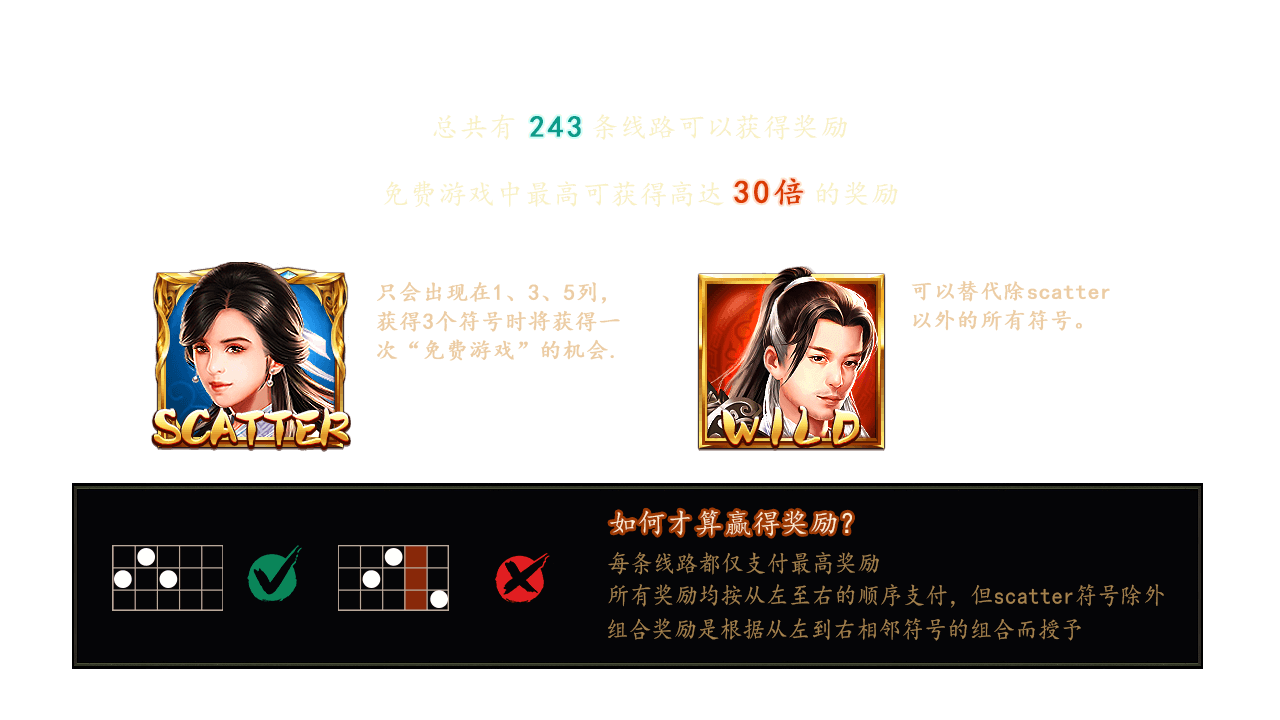 总共有 243 条线路可以获得奖励
免费游戏中最高可获得高达 30倍 的奖励
只会出现在1、3、5列，
获得3个符号时将获得一
次“免费游戏”的机会.
SCATTER
可以替代除scatter
以外的所有符号。
WILD
如何才算赢得奖励?
每条线路都仅支付最高奖励
所有奖励均按从左至右的顺序支付，但scatter符号除外
组合奖励是根据从左到右相邻符号的组合而授予